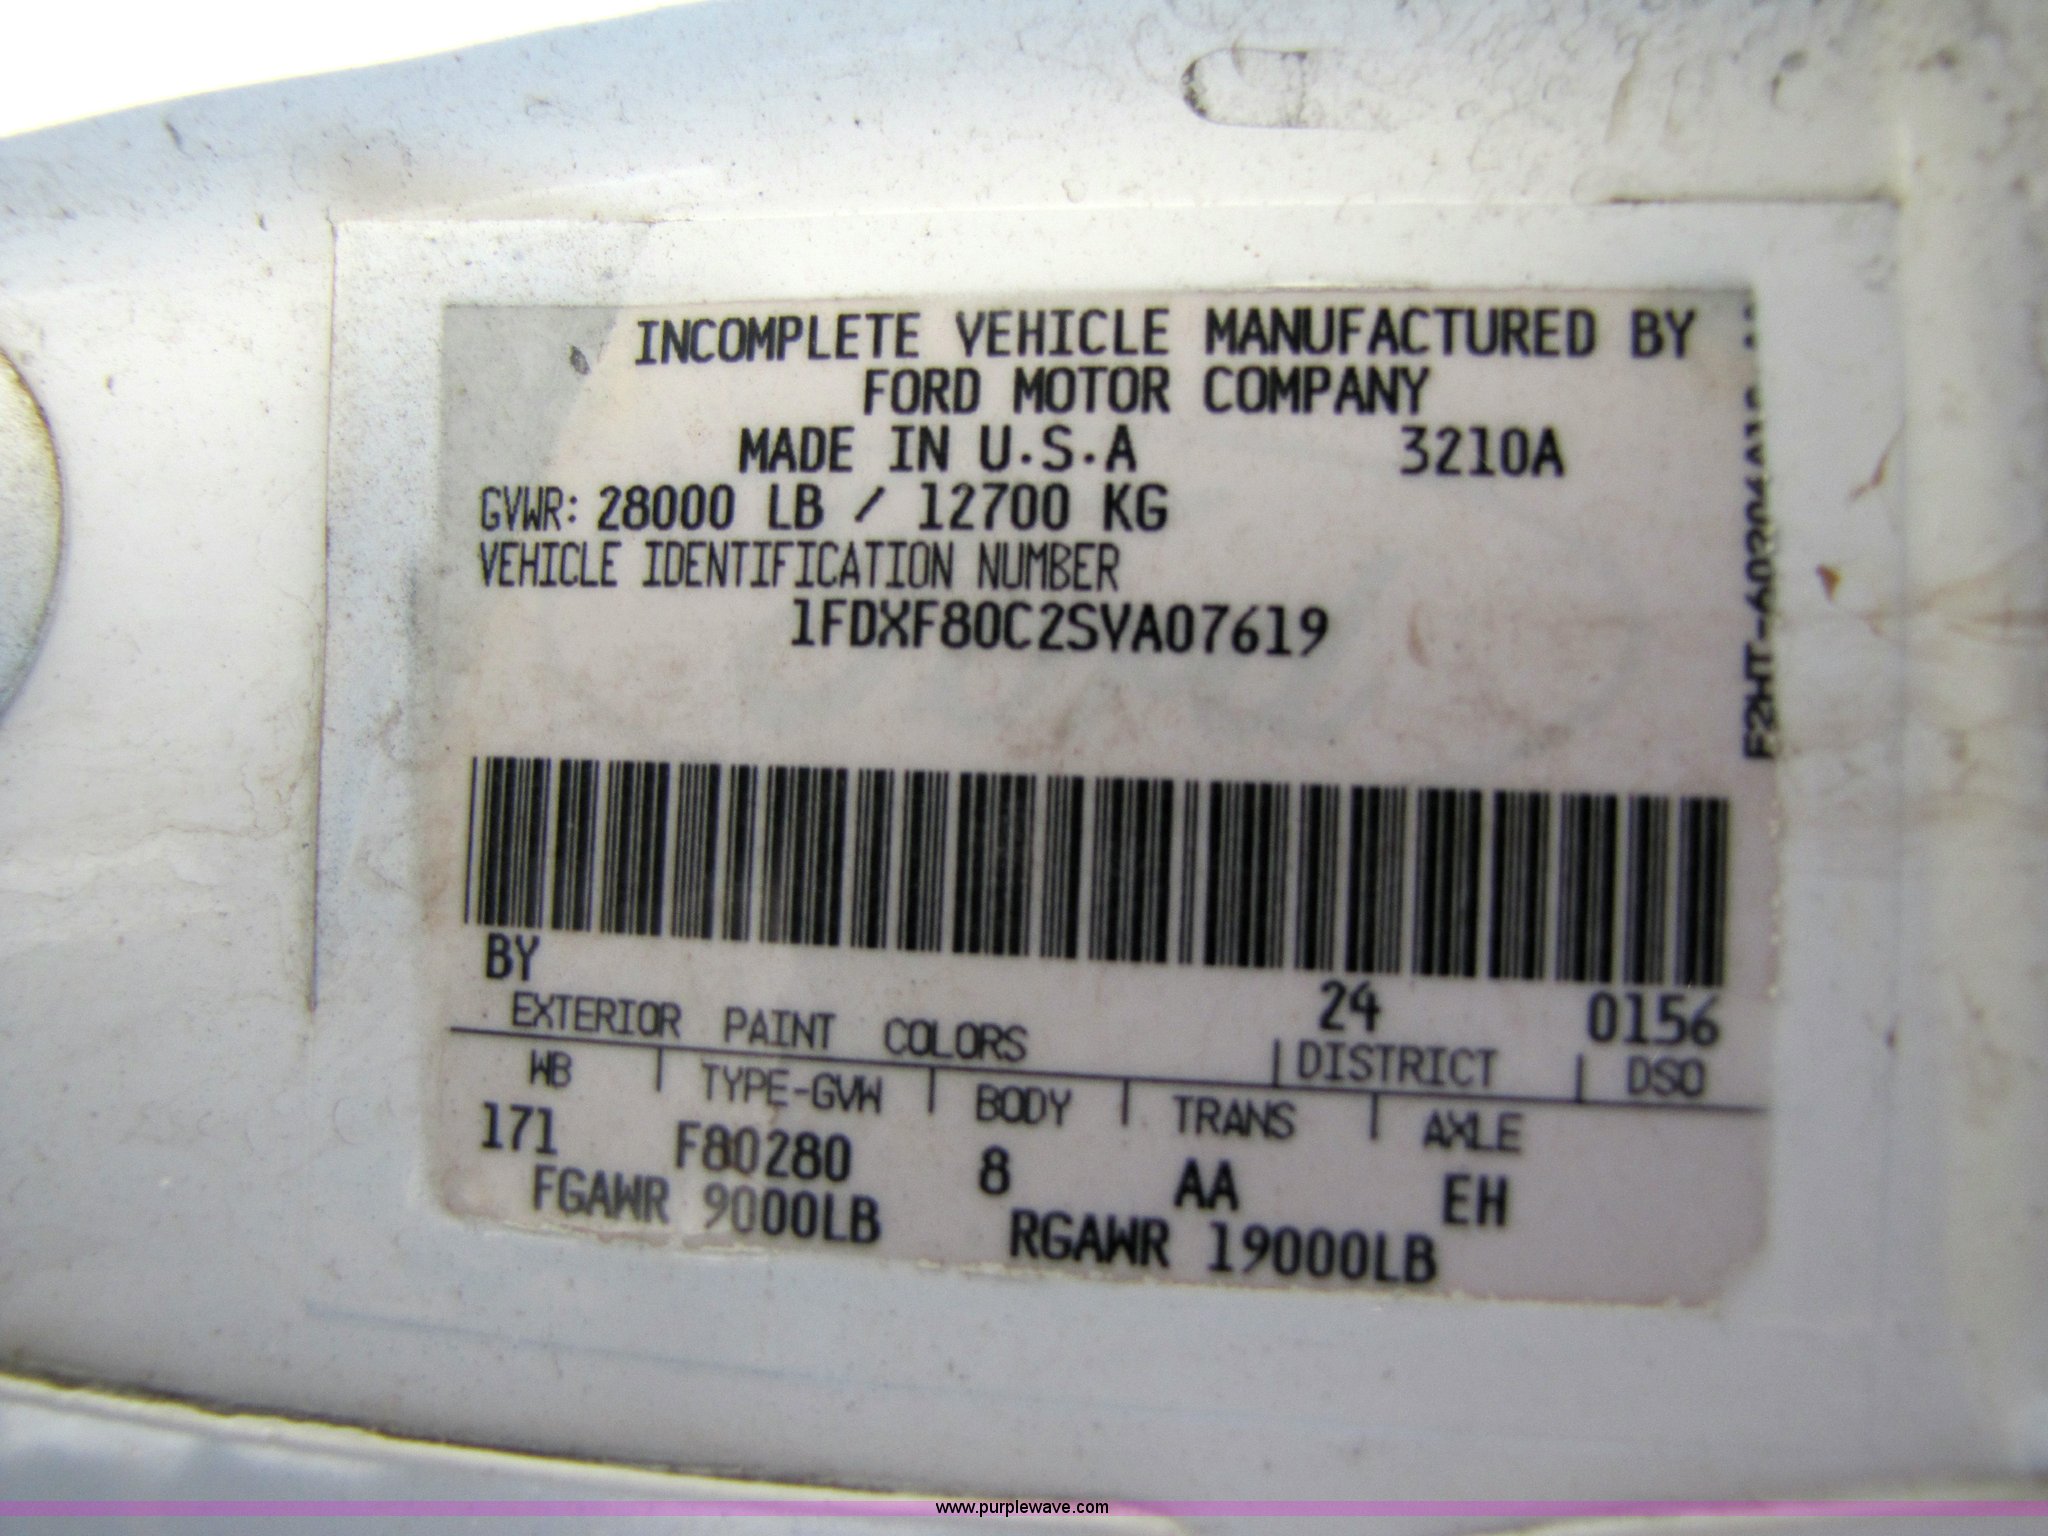 INCOMPLETE VEHICLE MANUFACTURED BY
FORD MOTOR COMPANY
MADE IN U.S.A 3210A
GVWR: 28000 LB / 12700 KG
VEHICLE IDENTIFICATION NUMBER
1FDXF80C2SVA07619
BY 24 0156
EXTERIOR PAINT COLORS DISTRICT DSO
WB TYPE-GVW BODY TRANS AXLE
171 F80280 8 AA EH
FGAWR 9000LB RGAWR 19000LB
www.purplewave.com